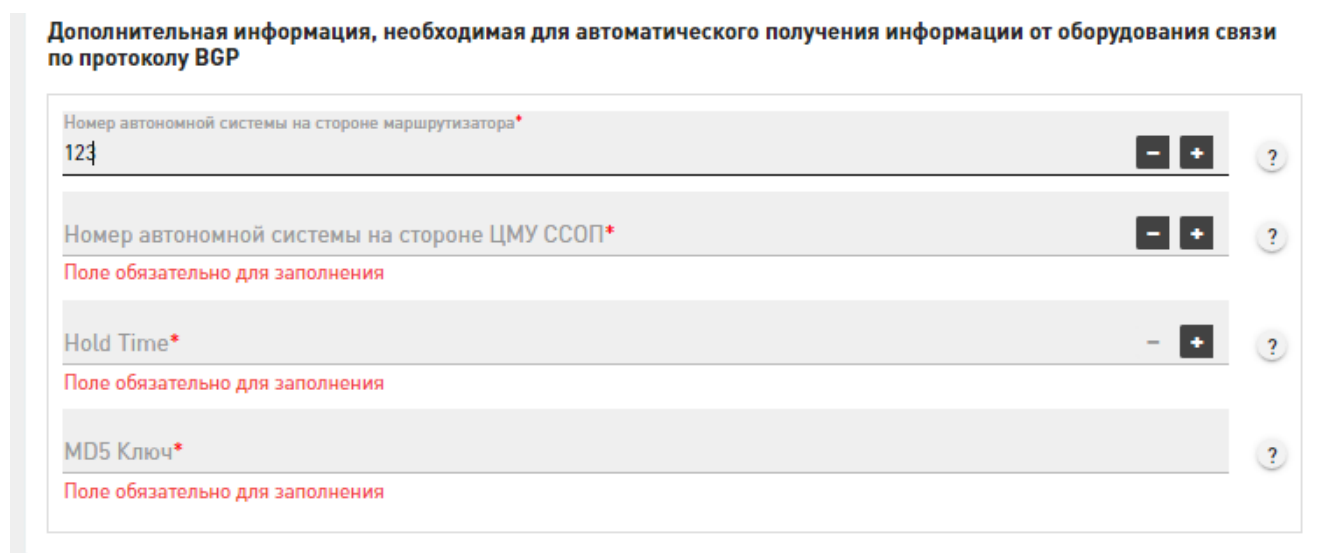 Дополнительная информация, необходимая для автоматического получения информации от оборудования связи
по протоколу BGP
Номер автономной системы на стороне маршрутизатора*
123
- +
?
Номер автономной системы на стороне ЦМУ ССОП*
- +
?
Поле обязательно для заполнения
Hold Time*
- +
?
Поле обязательно для заполнения
MD5 Ключ*
?
Поле обязательно для заполнения